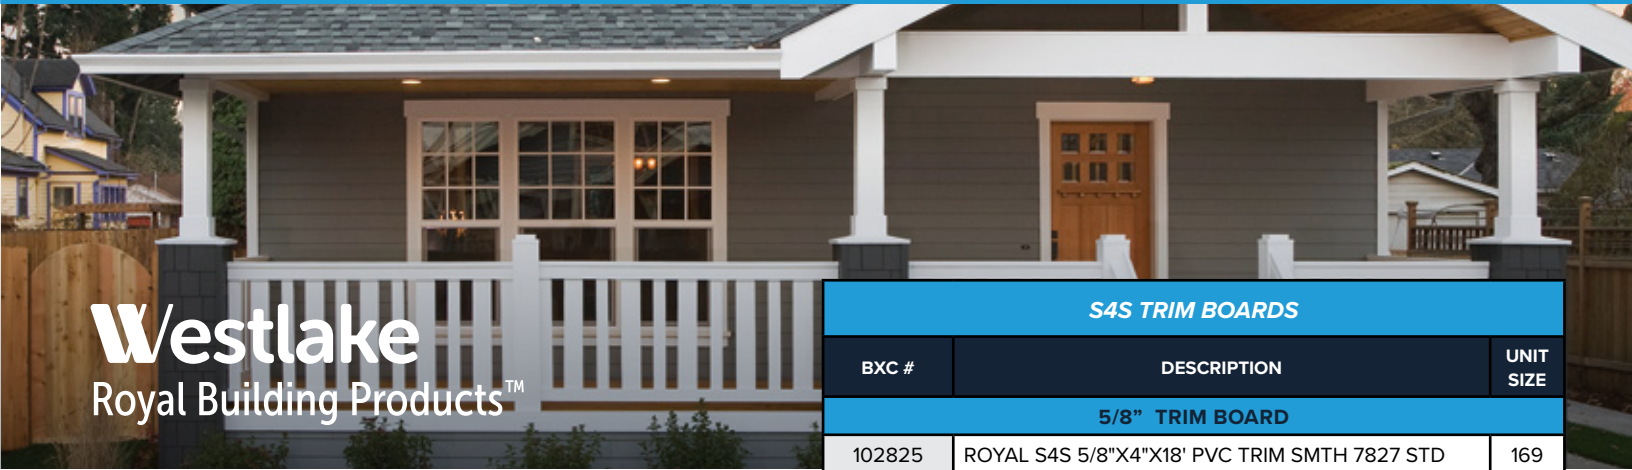 Westlake
Royal Building Products™
S4S TRIM BOARDS
BXC # DESCRIPTION UNIT SIZE
5/8” TRIM BOARD
102825 ROYAL S4S 5/8"X4"X18' PVC TRIM SMTH 7827 STD 169